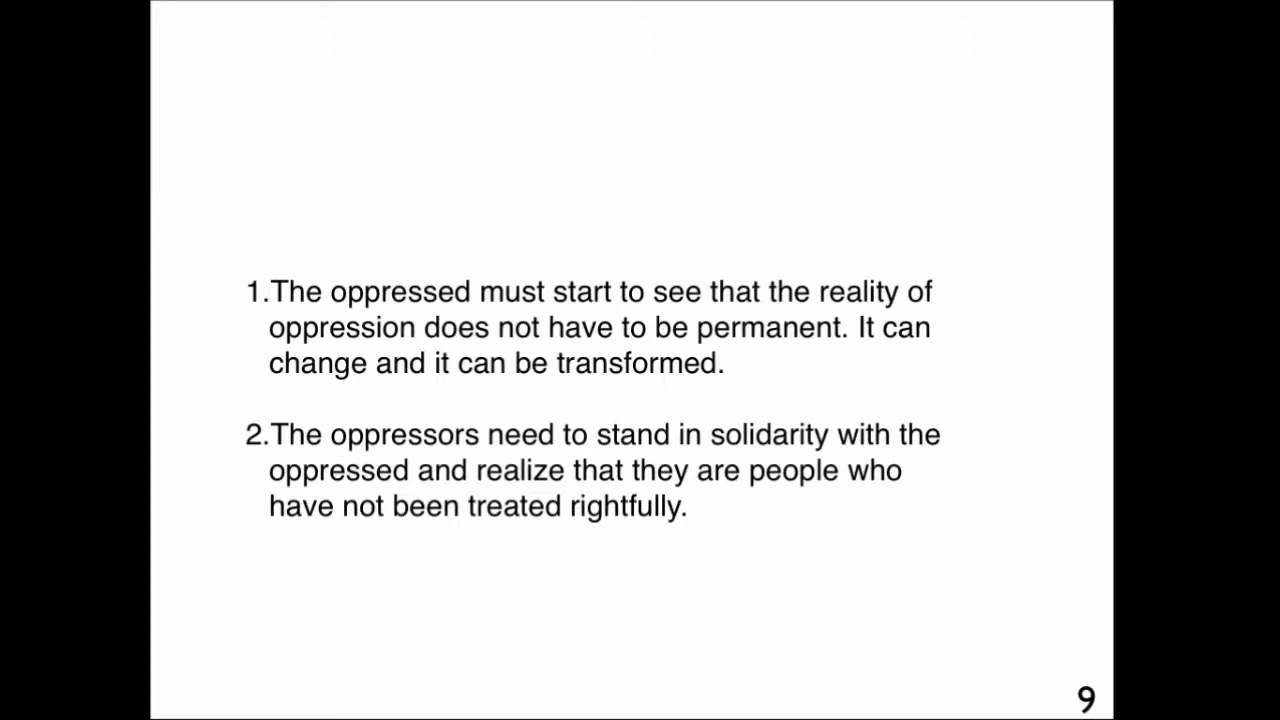 1.The oppressed must start to see that the reality of
oppression does not have to be permanent. It can
change and it can be transformed.
2.The oppressors need to stand in solidarity with the
oppressed and realize that they are people who
have not been treated rightfully.
9